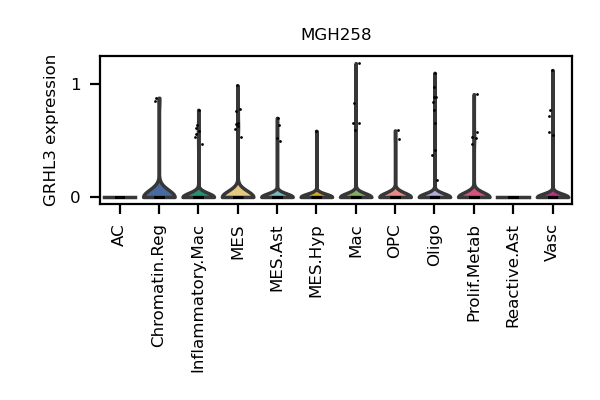 MGH258
GRHL3 expression
1
0
AC
Chromatin.Reg
Inflammatory.Mac
MES
MES.Ast
MES.Hyp
Mac
OPC
Oligo
Prolif.Metab
Reactive.Ast
Vasc